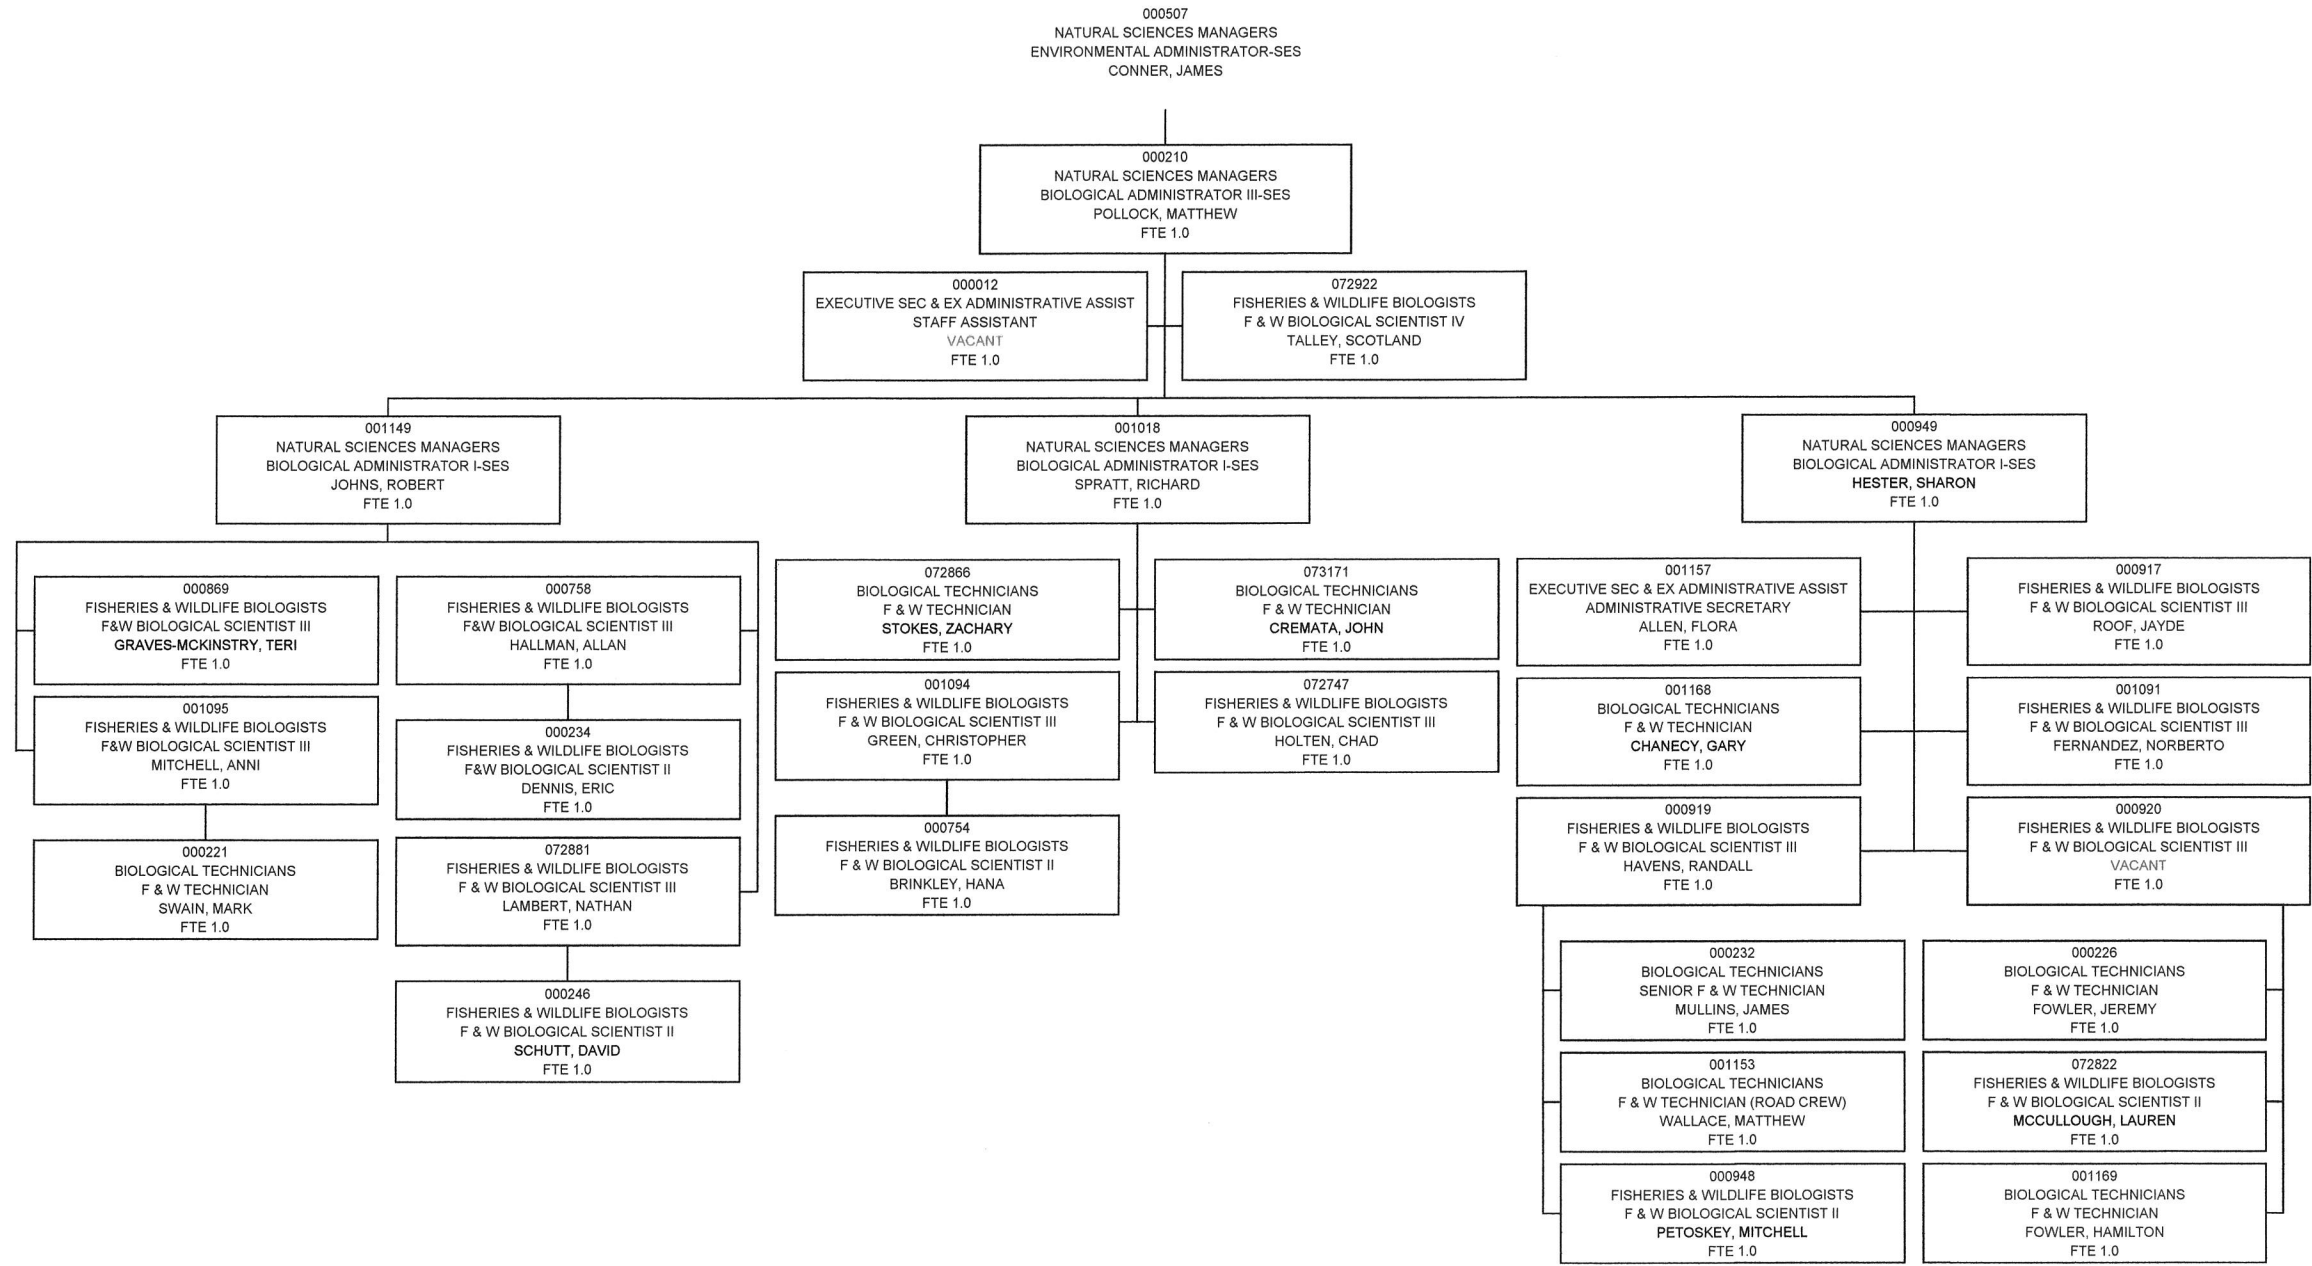 000507
NATURAL SCIENCES MANAGERS
ENVIRONMENTAL ADMINISTRATOR-SES
CONNER, JAMES
000210
NATURAL SCIENCES MANAGERS
BIOLOGICAL ADMINISTRATOR III-SES
POLLOCK, MATTHEW
FTE 1.0
000012
EXECUTIVE SEC & EX ADMINISTRATIVE ASSIST
STAFF ASSISTANT
VACANT
FTE 1.0
072922
FISHERIES & WILDLIFE BIOLOGISTS
F & W BIOLOGICAL SCIENTIST IV
TALLEY, SCOTLAND
FTE 1.0
001149
NATURAL SCIENCES MANAGERS
BIOLOGICAL ADMINISTRATOR I-SES
JOHNS, ROBERT
FTE 1.0
001018
NATURAL SCIENCES MANAGERS
BIOLOGICAL ADMINISTRATOR I-SES
SPRATT, RICHARD
FTE 1.0
000949
NATURAL SCIENCES MANAGERS
BIOLOGICAL ADMINISTRATOR I-SES
HESTER, SHARON
FTE 1.0
000869
FISHERIES & WILDLIFE BIOLOGISTS
F&W BIOLOGICAL SCIENTIST III
GRAVES-MCKINSTRY, TERI
FTE 1.0
000758
FISHERIES & WILDLIFE BIOLOGISTS
F&W BIOLOGICAL SCIENTIST III
HALLMAN, ALLAN
FTE 1.0
001095
FISHERIES & WILDLIFE BIOLOGISTS
F&W BIOLOGICAL SCIENTIST III
MITCHELL, ANNI
FTE 1.0
000234
FISHERIES & WILDLIFE BIOLOGISTS
F&W BIOLOGICAL SCIENTIST II
DENNIS, ERIC
FTE 1.0
000221
BIOLOGICAL TECHNICIANS
F & W TECHNICIAN
SWAIN, MARK
FTE 1.0
072881
FISHERIES & WILDLIFE BIOLOGISTS
F & W BIOLOGICAL SCIENTIST III
LAMBERT, NATHAN
FTE 1.0
000246
FISHERIES & WILDLIFE BIOLOGISTS
F & W BIOLOGICAL SCIENTIST II
SCHUTT, DAVID
FTE 1.0
072866
BIOLOGICAL TECHNICIANS
F & W TECHNICIAN
STOKES, ZACHARY
FTE 1.0
073171
BIOLOGICAL TECHNICIANS
F & W TECHNICIAN
CREMATA, JOHN
FTE 1.0
001094
FISHERIES & WILDLIFE BIOLOGISTS
F & W BIOLOGICAL SCIENTIST III
GREEN, CHRISTOPHER
FTE 1.0
072747
FISHERIES & WILDLIFE BIOLOGISTS
F & W BIOLOGICAL SCIENTIST III
HOLTEN, CHAD
FTE 1.0
000754
FISHERIES & WILDLIFE BIOLOGISTS
F & W BIOLOGICAL SCIENTIST II
BRINKLEY, HANA
FTE 1.0
001157
EXECUTIVE SEC & EX ADMINISTRATIVE ASSIST
ADMINISTRATIVE SECRETARY
ALLEN, FLORA
FTE 1.0
000917
FISHERIES & WILDLIFE BIOLOGISTS
F & W BIOLOGICAL SCIENTIST III
ROOF, JAYDE
FTE 1.0
001168
BIOLOGICAL TECHNICIANS
F & W TECHNICIAN
CHANECY, GARY
FTE 1.0
001091
FISHERIES & WILDLIFE BIOLOGISTS
F & W BIOLOGICAL SCIENTIST III
FERNANDEZ, NORBERTO
FTE 1.0
000919
FISHERIES & WILDLIFE BIOLOGISTS
F & W BIOLOGICAL SCIENTIST III
HAVENS, RANDALL
FTE 1.0
000920
FISHERIES & WILDLIFE BIOLOGISTS
F & W BIOLOGICAL SCIENTIST III
VACANT
FTE 1.0
000232
BIOLOGICAL TECHNICIANS
SENIOR F & W TECHNICIAN
MULLINS, JAMES
FTE 1.0
000226
BIOLOGICAL TECHNICIANS
F & W TECHNICIAN
FOWLER, JEREMY
FTE 1.0
001153
BIOLOGICAL TECHNICIANS
F & W TECHNICIAN (ROAD CREW)
WALLACE, MATTHEW
FTE 1.0
072822
FISHERIES & WILDLIFE BIOLOGISTS
F & W BIOLOGICAL SCIENTIST II
MCCULLOUGH, LAUREN
FTE 1.0
000948
FISHERIES & WILDLIFE BIOLOGISTS
F & W BIOLOGICAL SCIENTIST II
PETOSKEY, MITCHELL
FTE 1.0
001169
BIOLOGICAL TECHNICIANS
F & W TECHNICIAN
FOWLER, HAMILTON
FTE 1.0